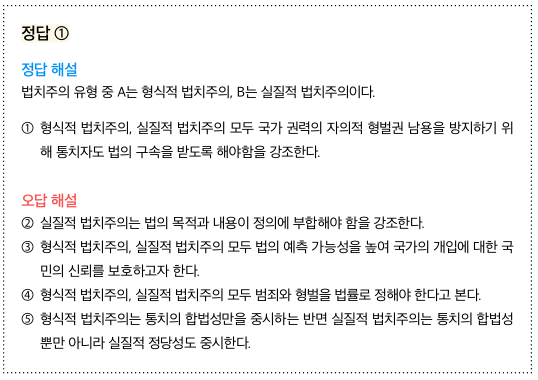 정답 ①
정답 해설
법치주의 유형 중 A는 형식적 법치주의, B는 실질적 법치주의이다.
① 형식적 법치주의, 실질적 법치주의 모두 국가 권력의 자의적 형벌권 남용을 방지하기 위
해 통치자도 법의 구속을 받도록 해야함을 강조한다.
오답 해설
② 실질적 법치주의는 법의 목적과 내용이 정의에 부합해야 함을 강조한다.
③ 형식적 법치주의, 실질적 법치주의 모두 법의 예측 가능성을 높여 국가의 개입에 대한 국
민의 신뢰를 보호하고자 한다.
④ 형식적 법치주의, 실질적 법치주의 모두 범죄와 형벌을 법률로 정해야 한다고 본다.
⑤ 형식적 법치주의는 통치의 합법성만을 중시하는 반면 실질적 법치주의는 통치의 합법성
뿐만 아니라 실질적 정당성도 중시한다.